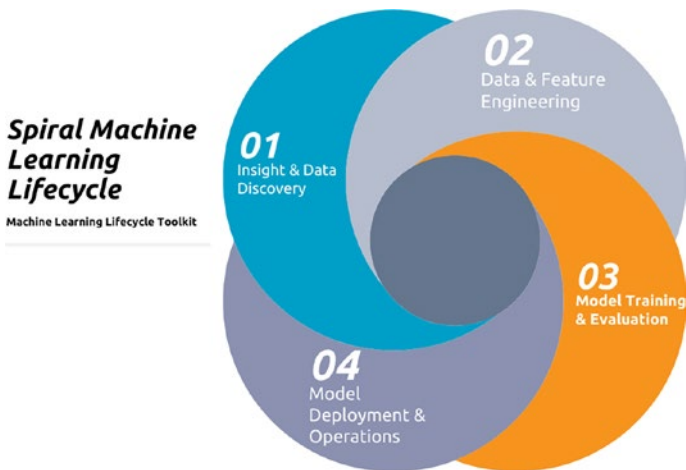 Spiral Machine
Learning
Lifecycle
Machine Learning Lifecycle Toolkit
01
Insight & Data
Discovery
02
Data & Feature
Engineering
03
Model Training
& Evaluation
04
Model
Deployment &
Operations